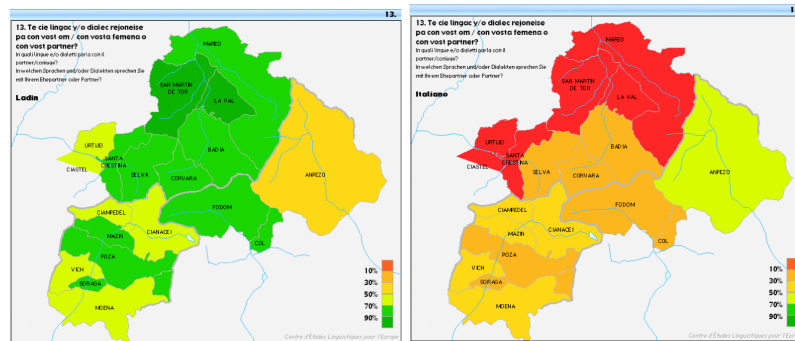 13.
13. Te cie lingaç y/o dialec rejoneise
pa con vost om / con vosta femena o
con vost partner?
In quali lingue e/o dialetti parla con il
partner/coniuge?
In welchen Sprachen und/oder Dialekten sprechen Sie
mit Ihrem Ehepartner oder Partner?
Ladin
MAREO
SAN MARTIN
DE TOR
LA VAL
URTIJEI
SANTA
CRESTINA
BADIA
CIASTEL
SELVA
CORVARA
ANPEZO
CIAMPEDEL
FODOM
CIANACEI
MAZIN
COL
POZA
VICH
SORAGA
MOENA
10%
30%
50%
70%
90%
Centre d'Études Linguistiques pour l'Europe
1
13. Te cie lingaç y/o dialec rejoneise
pa con vost om / con vosta femena o
con vost partner?
In quali lingue e/o dialetti parla con il
partner/coniuge?
In welchen Sprachen und/oder Dialekten sprechen Sie
mit Ihrem Ehepartner oder Partner?
Italiano
MAREO
SAN MARTIN
DE TOR
LA VAL
URTIJEI
SANTA
CRESTINA
BADIA
CIASTEL
SELVA
CORVARA
ANPEZO
CIAMPEDEL
FODOM
CIANACEI
MAZIN
COL
POZA
VICH
SORAGA
MOENA
10%
30%
50%
70%
90%
Centre d'Études Linguistiques pour l'Eur